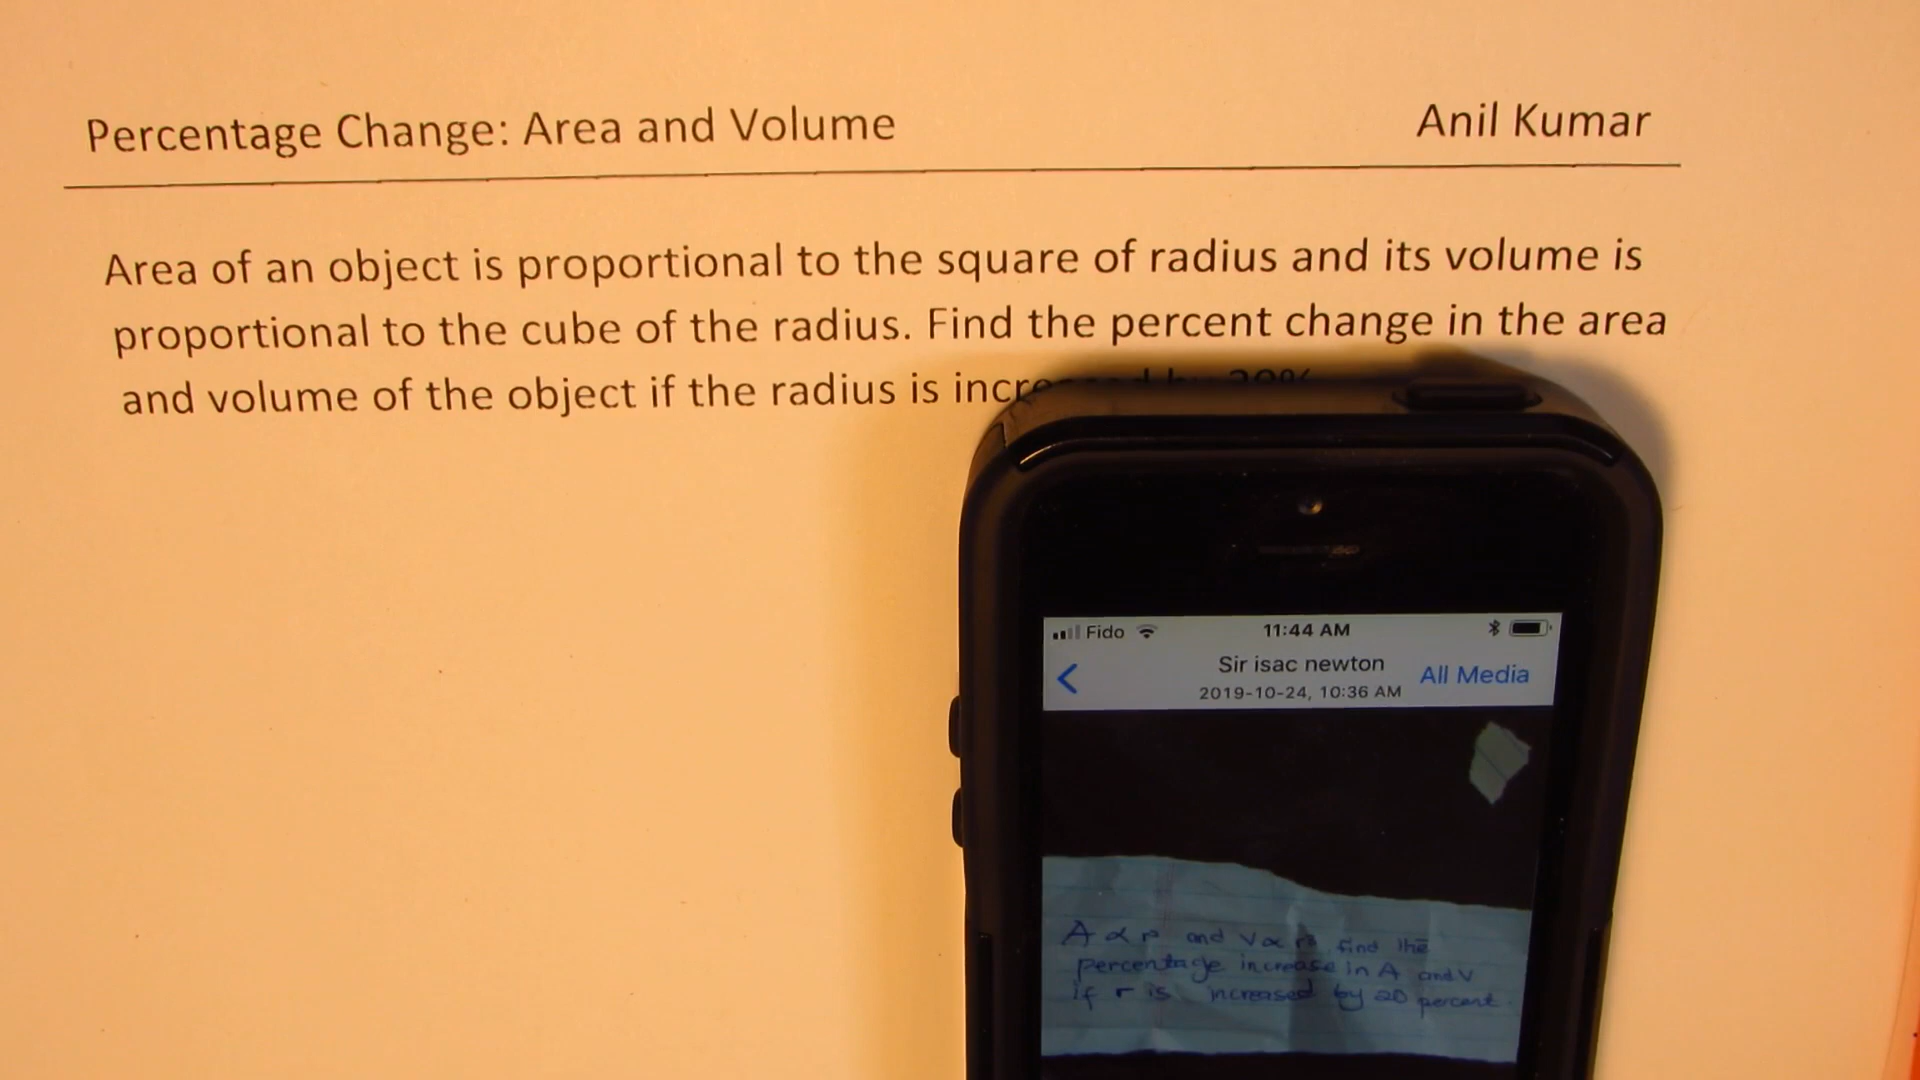 Percentage Change: Area and Volume
Anil Kumar
Area of an object is proportional to the square of radius and its volume is
proportional to the cube of the radius. Find the percent change in the area
and volume of the object if the radius is
Fido
11:44 AM
Sir isac newton
2019-10-24, 10:36 AM
All Media
A ∝ and V ∝ find the
percentage increase in A and V
if r is increased by 20 percent.